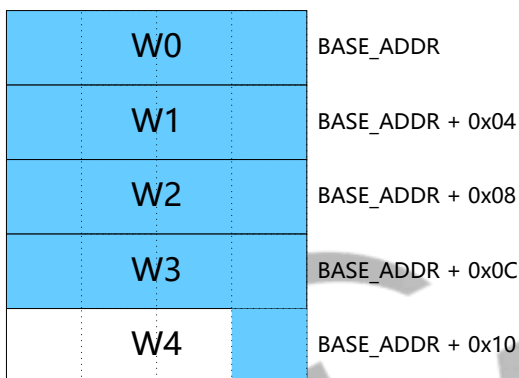 W0 BASE_ADDR
W1 BASE_ADDR + 0x04
W2 BASE_ADDR + 0x08
W3 BASE_ADDR + 0x0C
W4 BASE_ADDR + 0x10